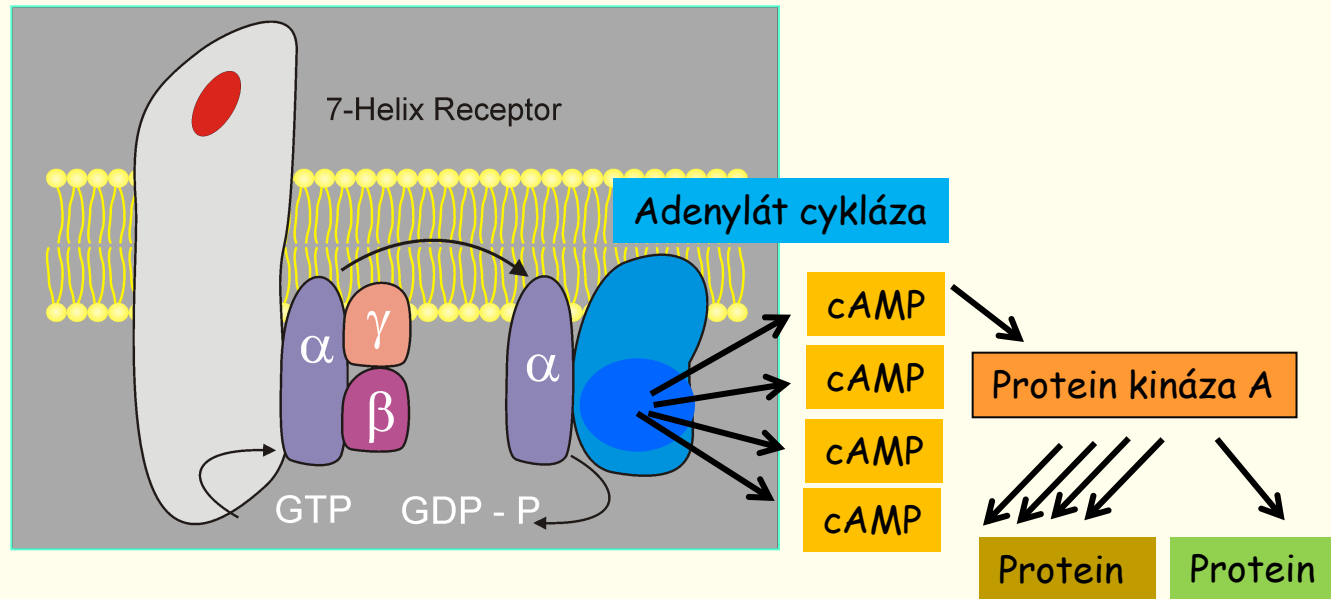 7-Helix Receptor
Adenylát cykláza
cAMP
α
γ
α
cAMP
Protein kináza A
β
cAMP
GTP
GDP - P
cAMP
Protein
Protein